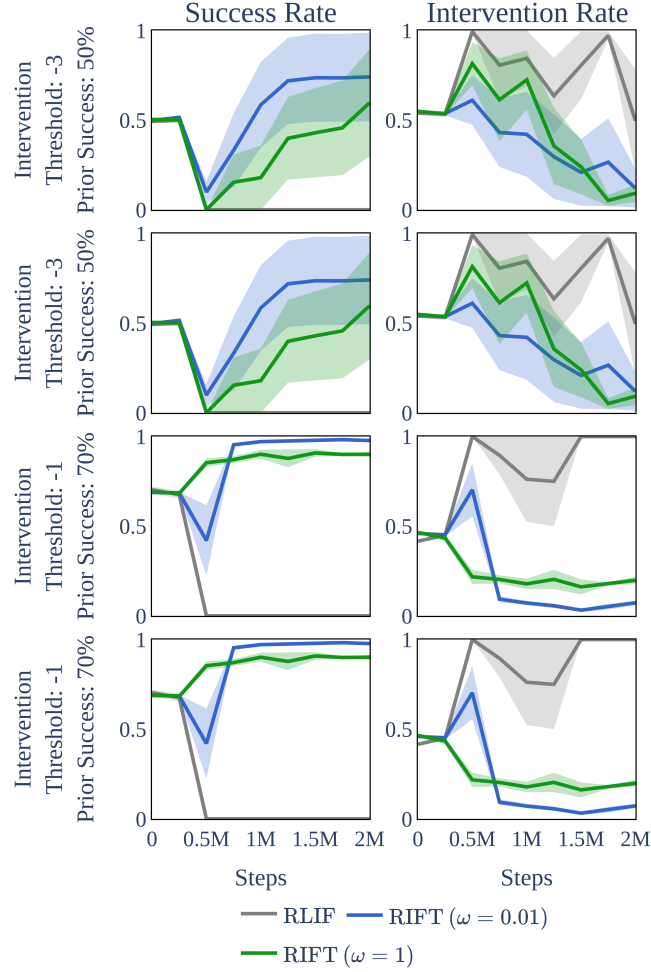 Success Rate Intervention Rate
Intervention
Threshold: -3
Prior Success: 50%
1
0.5
0
1
0.5
0
Intervention
Threshold: -3
Prior Success: 50%
1
0.5
0
1
0.5
0
Intervention
Threshold: -1
Prior Success: 70%
1
0.5
0
1
0.5
0
Intervention
Threshold: -1
Prior Success: 70%
1
0.5
0
1
0.5
0
0 0.5M 1M 1.5M 2M 0 0.5M 1M 1.5M 2M
Steps Steps
RLIF RIFT (ω = 0.01)
RIFT (ω = 1)